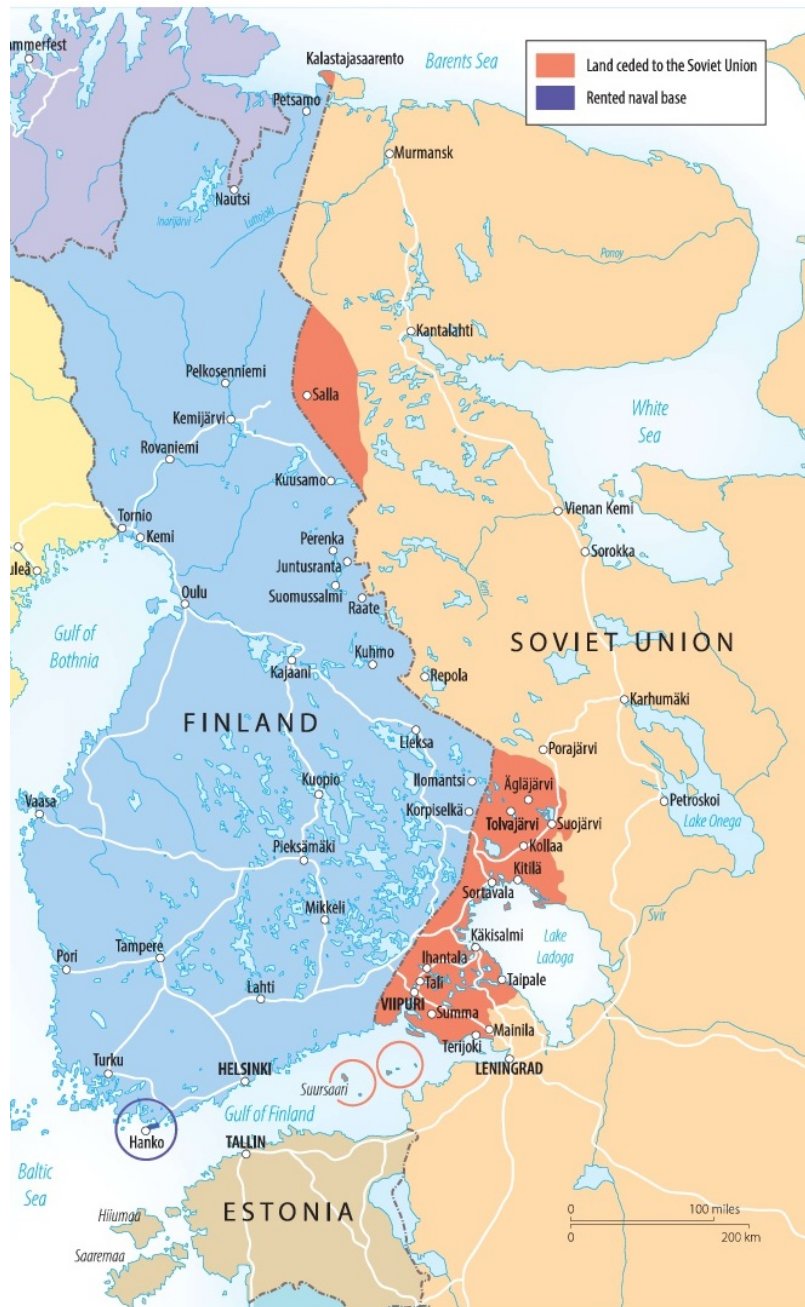 ammerfest
Kalastajasaarento
Barents Sea
Land ceded to the Soviet Union
Rented naval base
Petsamo
Murmansk
Nautsi
Inarijärvi
Luttojoki
Ponoy
Kantalahti
Pelkosenniemi
Salla
Kemijärvi
White
Sea
Rovaniemi
Kuusamo
Vienan Kemi
Tornio
Kemi
Perenka
Sorokka
uleå
Juntusranta
Suomussalmi
Kemi
Oulu
Raate
Gulf of
Bothnia
SOVIET UNION
Kuhmo
Kajaani
Repola
Karhumäki
FINLAND
Lieksa
Porajärvi
Kuopio
Ilomantsi
Ägläjärvi
Vaasa
Korpiselkä
Tolvajärvi
Suojärvi
Petroskoi
Lake Onega
Kollaa
Pieksämäki
Kitilä
Sortavala
Mikkeli
Svir
Käkisalmi
Lake
Ladoga
Tampere
Ihantala
Pori
Tali
Taipale
Lahti
VIIPURI
Summa
Mainila
Terijoki
Turku
HELSINKI
LENINGRAD
Suursaari
Gulf of Finland
Hanko
TALLIN
Baltic
Sea
ESTONIA
Hiiumga
Saaremaa
0 100 miles
0 200 km